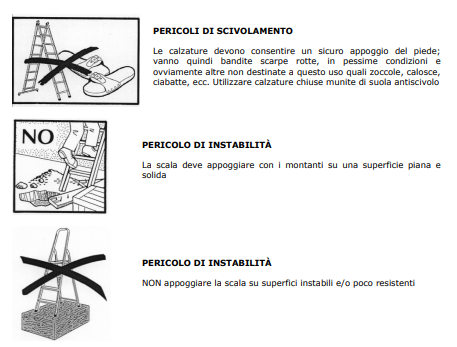 PERICOLI DI SCIVOLAMENTO
Le calzature devono consentire un sicuro appoggio del piede;
vanno quindi bandite scarpe rotte, in pessime condizioni e
ovviamente altre non destinate a questo uso quali zoccole, calosce,
ciabatte, ecc. Utilizzare calzature chiuse munite di suola antiscivolo
NO
PERICOLO DI INSTABILITÀ
La scala deve appoggiare con i montanti su una superficie piana e
solida
PERICOLO DI INSTABILITÀ
NON appoggiare la scala su superfici instabili e/o poco resistenti